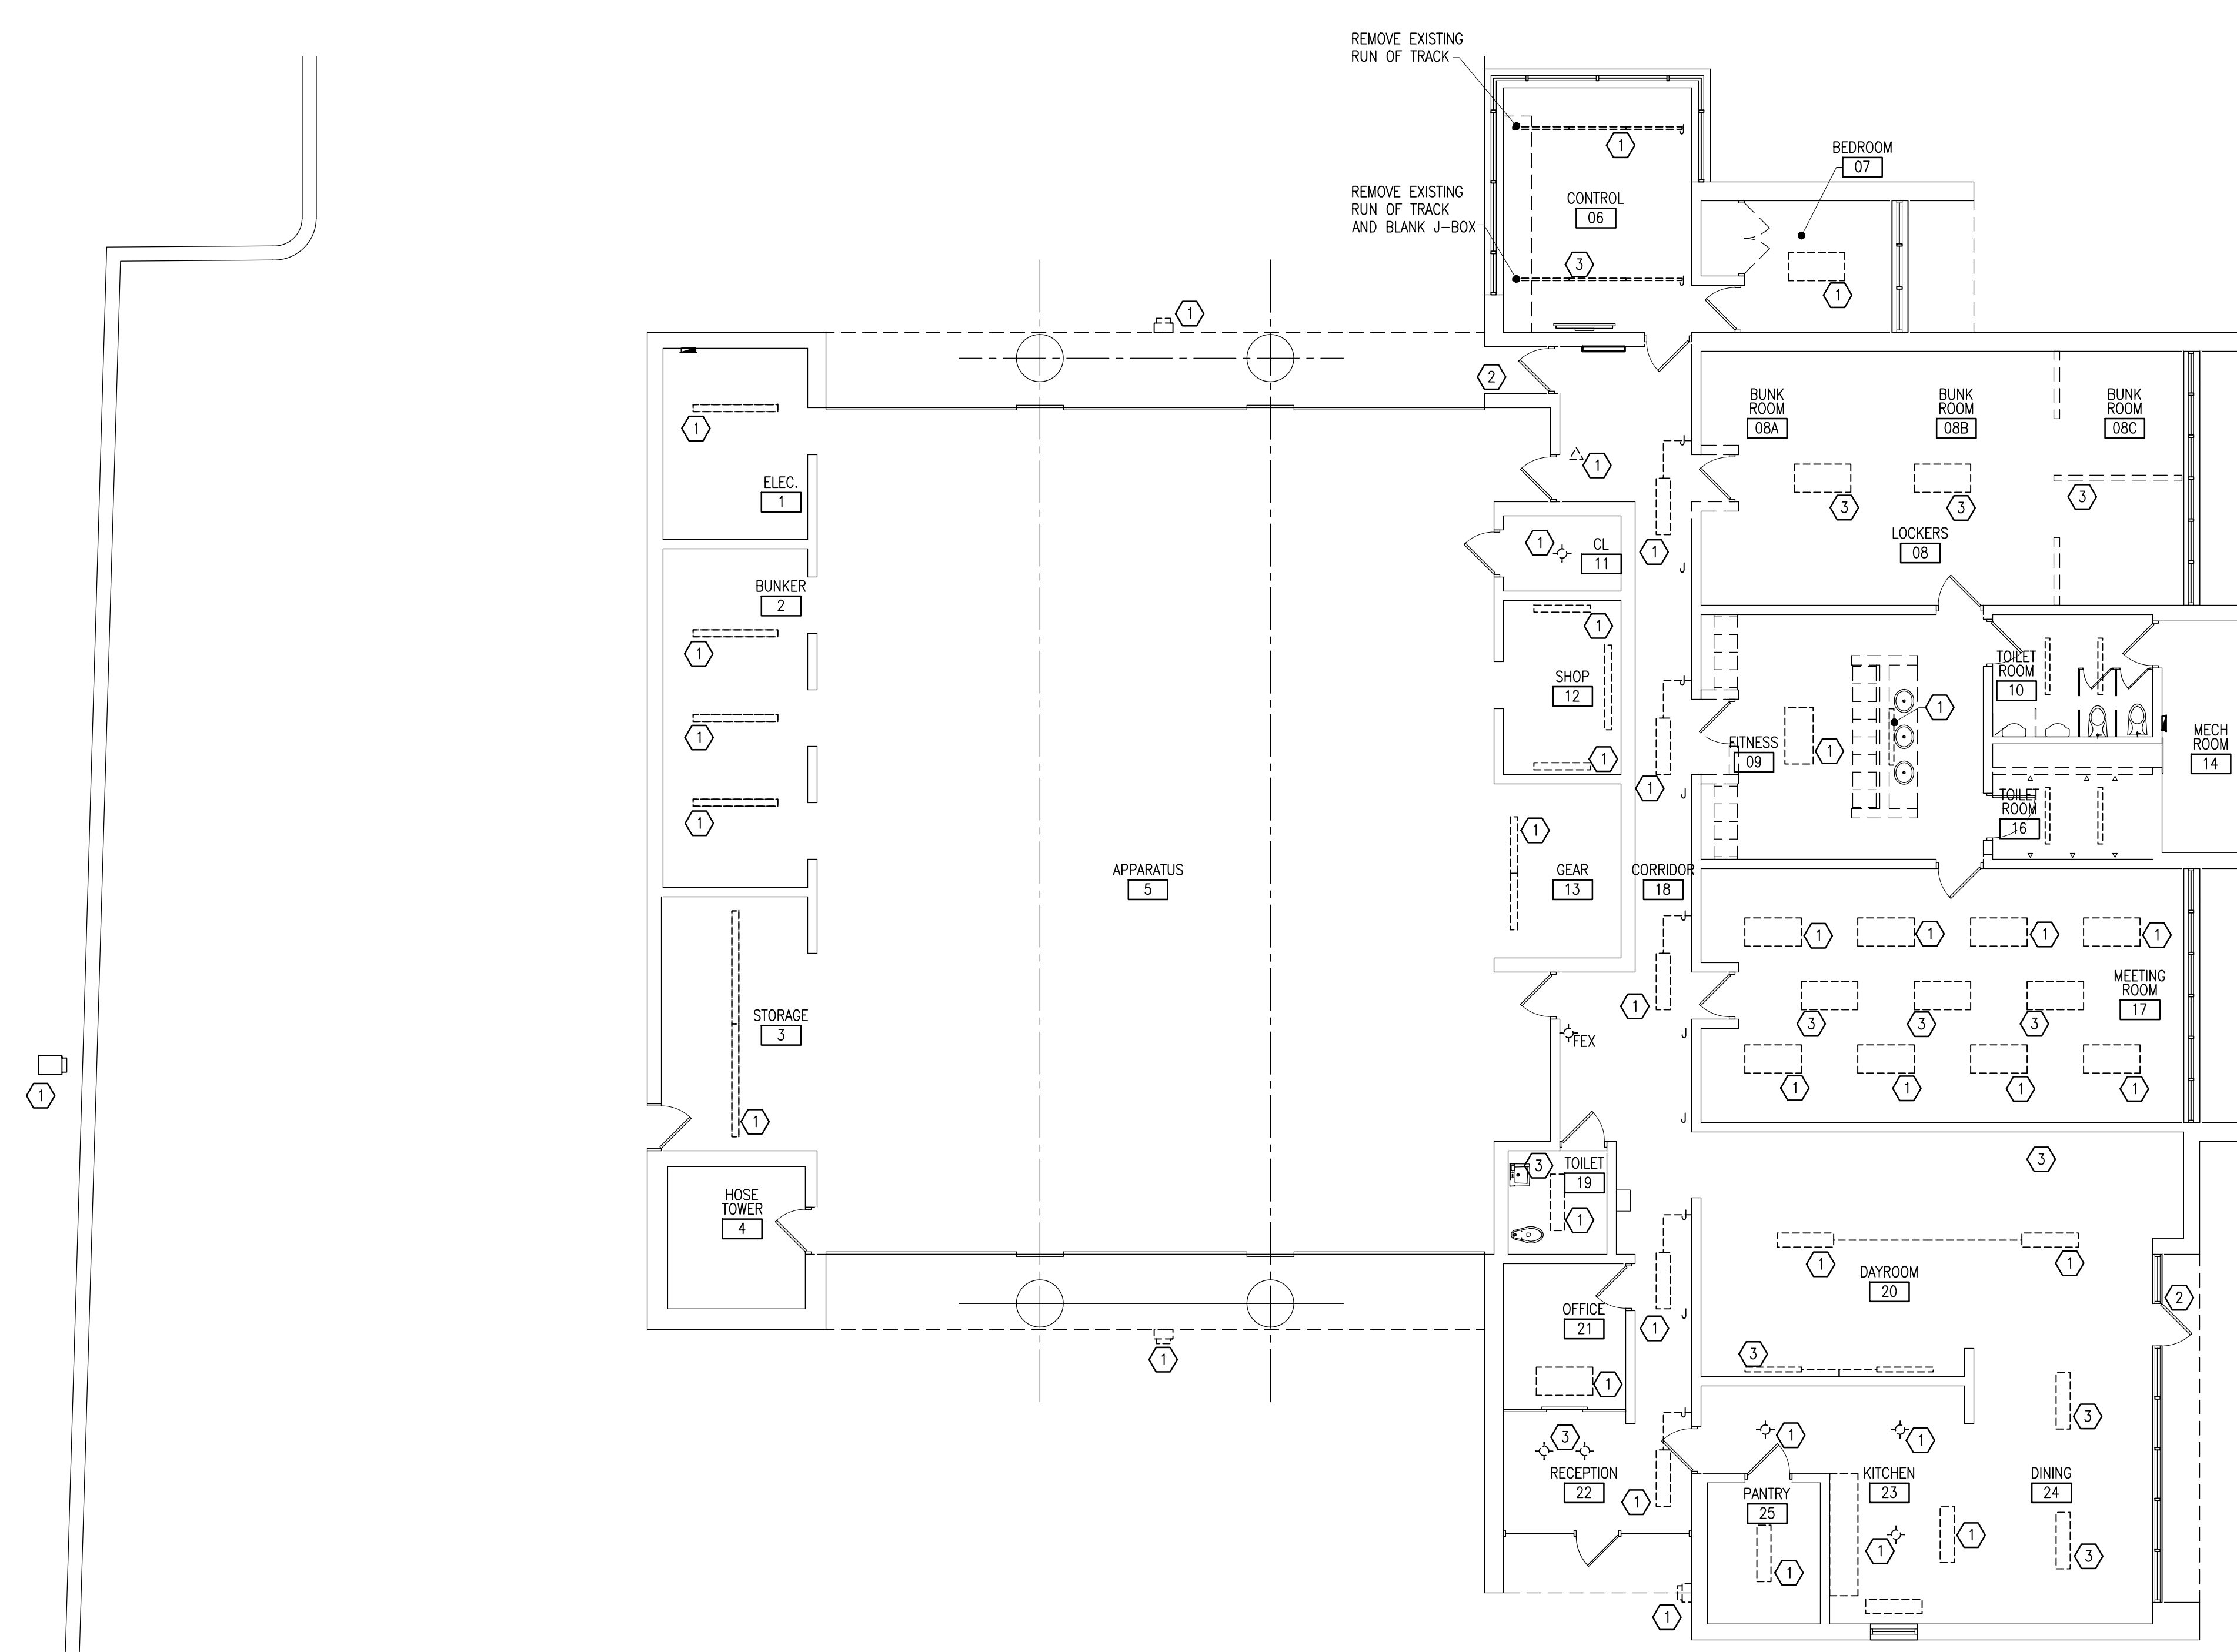 REMOVE EXISTING
RUN OF TRACK
1
BEDROOM
07
REMOVE EXISTING
RUN OF TRACK
AND BLANK J-BOX
CONTROL
06
3
1
1
2
1
ELEC.
1
BUNK
ROOM
08A
BUNK
ROOM
08B
BUNK
ROOM
08C
1
3
3
3
LOCKERS
08
1
CL
11
1
BUNKER
2
1
1
1
1
SHOP
12
1
1
TOILET
ROOM
10
1
FITNESS
09
1
MECH
ROOM
14
TOILET
ROOM
16
1
APPARATUS
5
GEAR
13
CORRIDOR
18
1
1
1
1
MEETING
ROOM
17
STORAGE
3
1
1
FEX
3
3
3
1
1
1
1
1
3
TOILET
19
3
1
HOSE
TOWER
4
1
1
DAYROOM
20
2
OFFICE
21
1
1
3
1
3
RECEPTION
22
1
1
1
3
PANTRY
25
1
KITCHEN
23
1
1
DINING
24
3
1